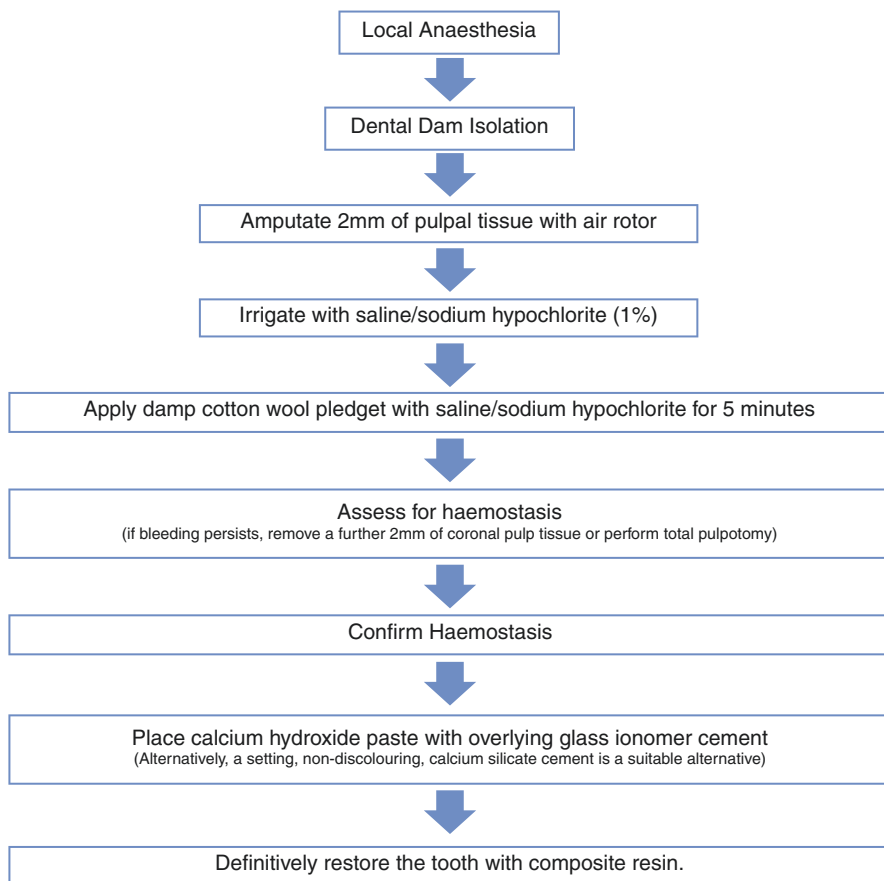 Local Anaesthesia
Dental Dam Isolation
Amputate 2mm of pulpal tissue with air rotor
Irrigate with saline/sodium hypochlorite (1%)
Apply damp cotton wool pledget with saline/sodium hypochlorite for 5 minutes
Assess for haemostasis
(if bleeding persists, remove a further 2mm of coronal pulp tissue or perform total pulpotomy)
Confirm Haemostasis
Place calcium hydroxide paste with overlying glass ionomer cement
(Alternatively, a setting, non-discolouring, calcium silicate cement is a suitable alternative)
Definitively restore the tooth with composite resin.